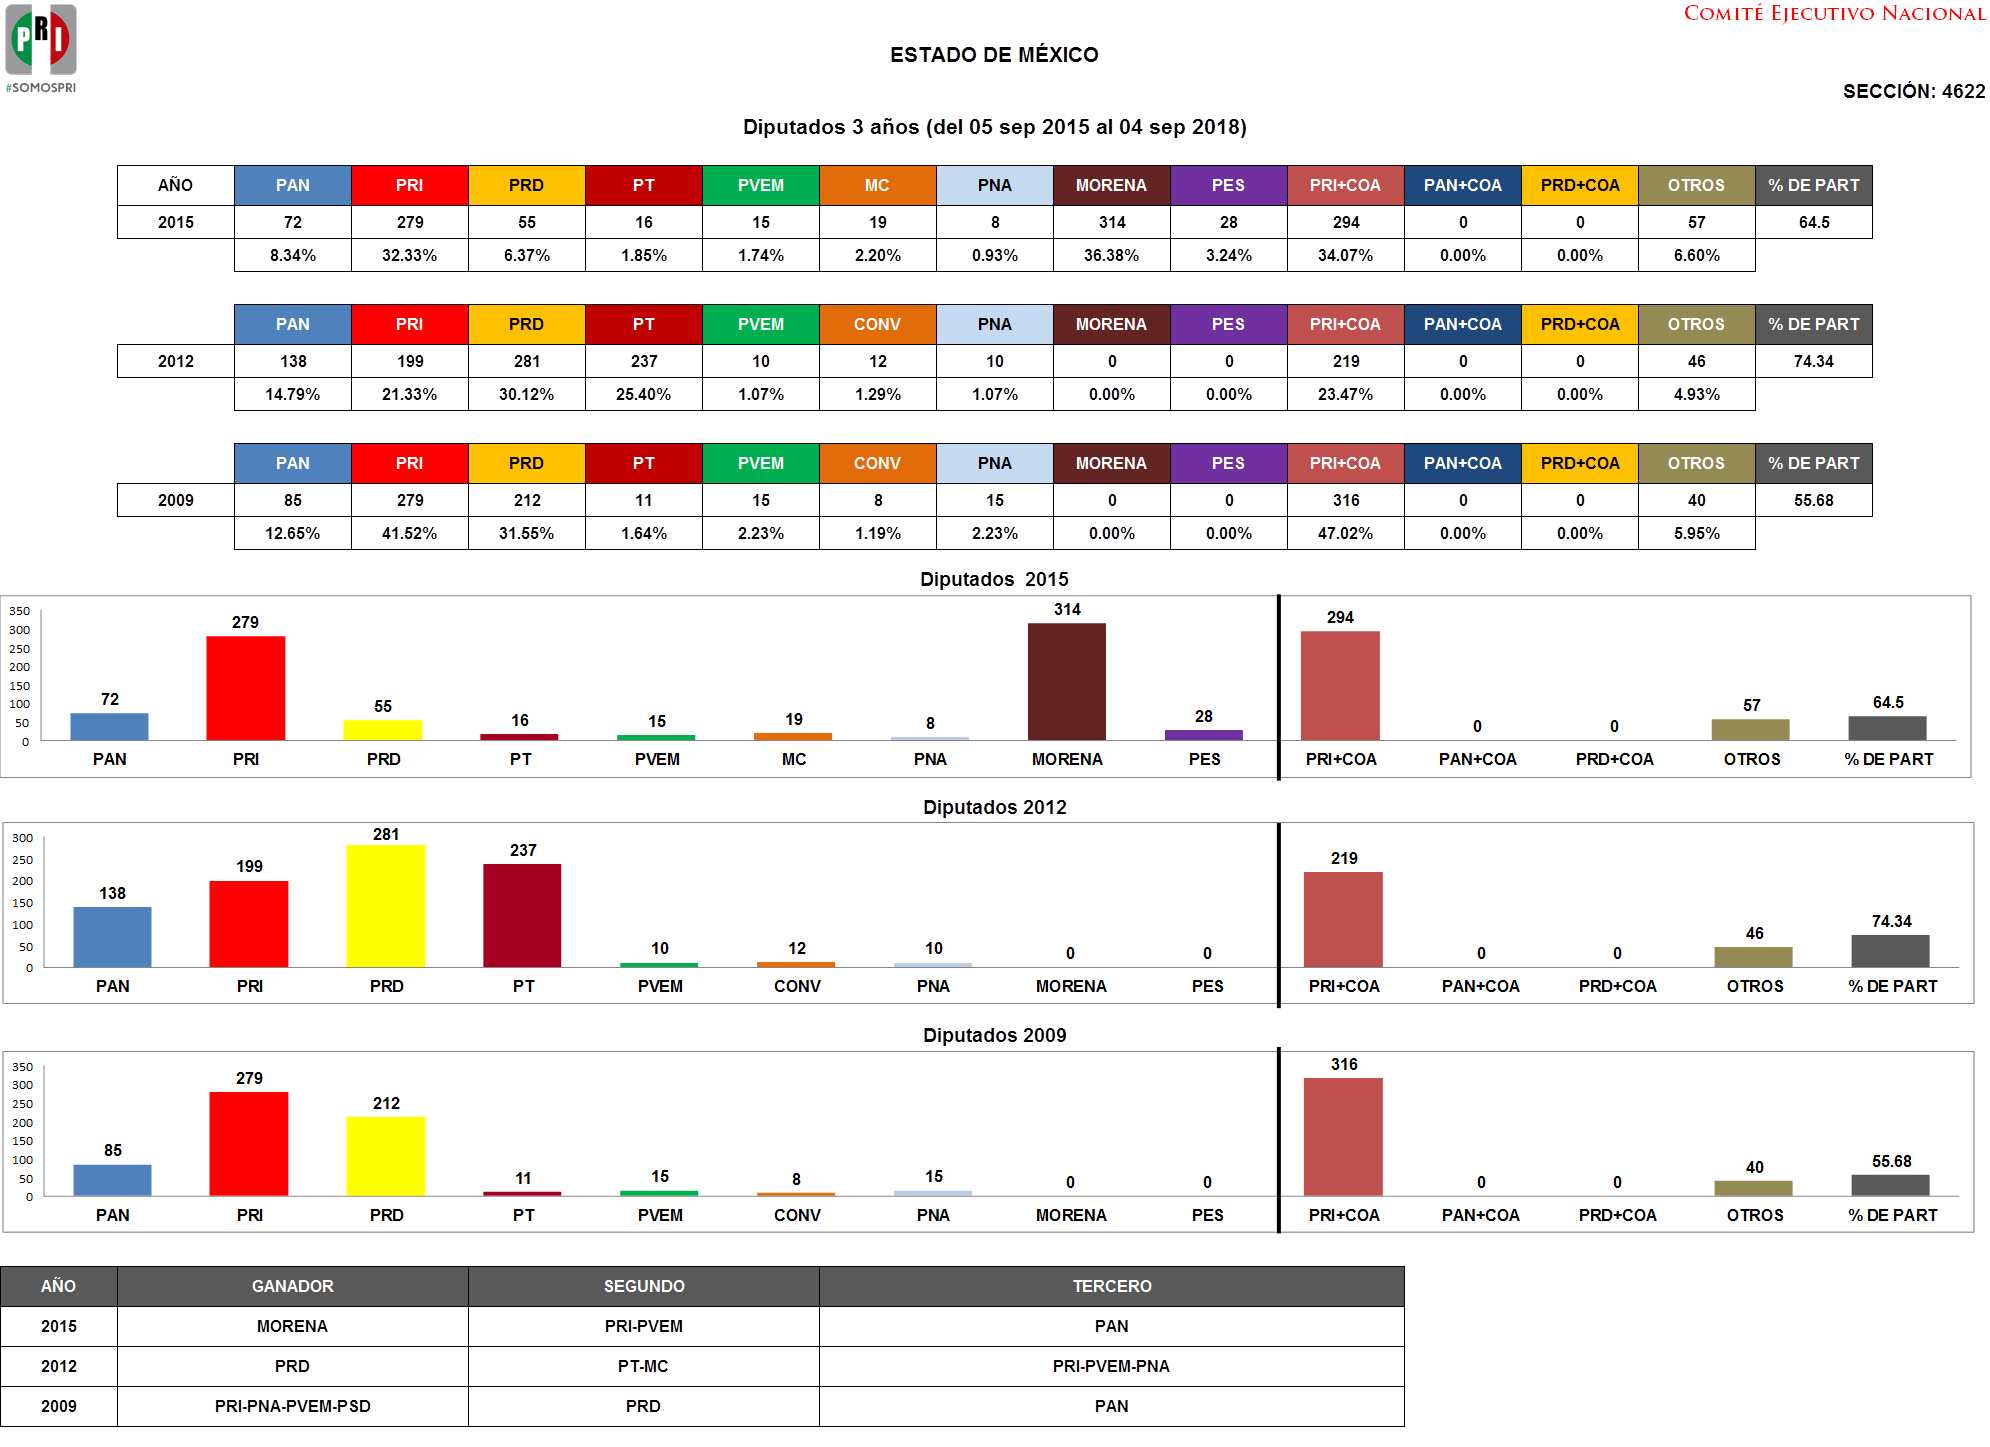 PRI
#SOMOSPRI
COMITÉ EJECUTIVO NACIONAL
ESTADO DE MÉXICO
SECCIÓN: 4622
Diputados 3 años (del 05 sep 2015 al 04 sep 2018)
AÑO PAN PRI PRD PT PVEM MC PNA MORENA PES PRI+COA PAN+COA PRD+COA OTROS % DE PART
2015 72 279 55 16 15 19 8 314 28 294 0 0 57 64.5
8.34% 32.33% 6.37% 1.85% 1.74% 2.20% 0.93% 36.38% 3.24% 34.07% 0.00% 0.00% 6.60%
PAN PRI PRD PT PVEM CONV PNA MORENA PES PRI+COA PAN+COA PRD+COA OTROS % DE PART
2012 138 199 281 237 10 12 10 0 0 219 0 0 46 74.34
14.79% 21.33% 30.12% 25.40% 1.07% 1.29% 1.07% 0.00% 0.00% 23.47% 0.00% 0.00% 4.93%
PAN PRI PRD PT PVEM CONV PNA MORENA PES PRI+COA PAN+COA PRD+COA OTROS % DE PART
2009 85 279 212 11 15 8 15 0 0 316 0 0 40 55.68
12.65% 41.52% 31.55% 1.64% 2.23% 1.19% 2.23% 0.00% 0.00% 47.02% 0.00% 0.00% 5.95%
Diputados 2015
350
300
250
200
150
100
50
0
72 279 55 16 15 19 8 314 28 294 0 0 57 64.5
PAN PRI PRD PT PVEM MC PNA MORENA PES PRI+COA PAN+COA PRD+COA OTROS % DE PART
Diputados 2012
300
250
200
150
100
50
0
138 199 281 237 10 12 10 0 0 219 0 0 46 74.34
PAN PRI PRD PT PVEM CONV PNA MORENA PES PRI+COA PAN+COA PRD+COA OTROS % DE PART
Diputados 2009
350
300
250
200
150
100
50
0
85 279 212 11 15 8 15 0 0 316 0 0 40 55.68
PAN PRI PRD PT PVEM CONV PNA MORENA PES PRI+COA PAN+COA PRD+COA OTROS % DE PART
AÑO GANADOR SEGUNDO TERCERO
2015 MORENA PRI-PVEM PAN
2012 PRD PT-MC PRI-PVEM-PNA
2009 PRI-PNA-PVEM-PSD PRD PAN